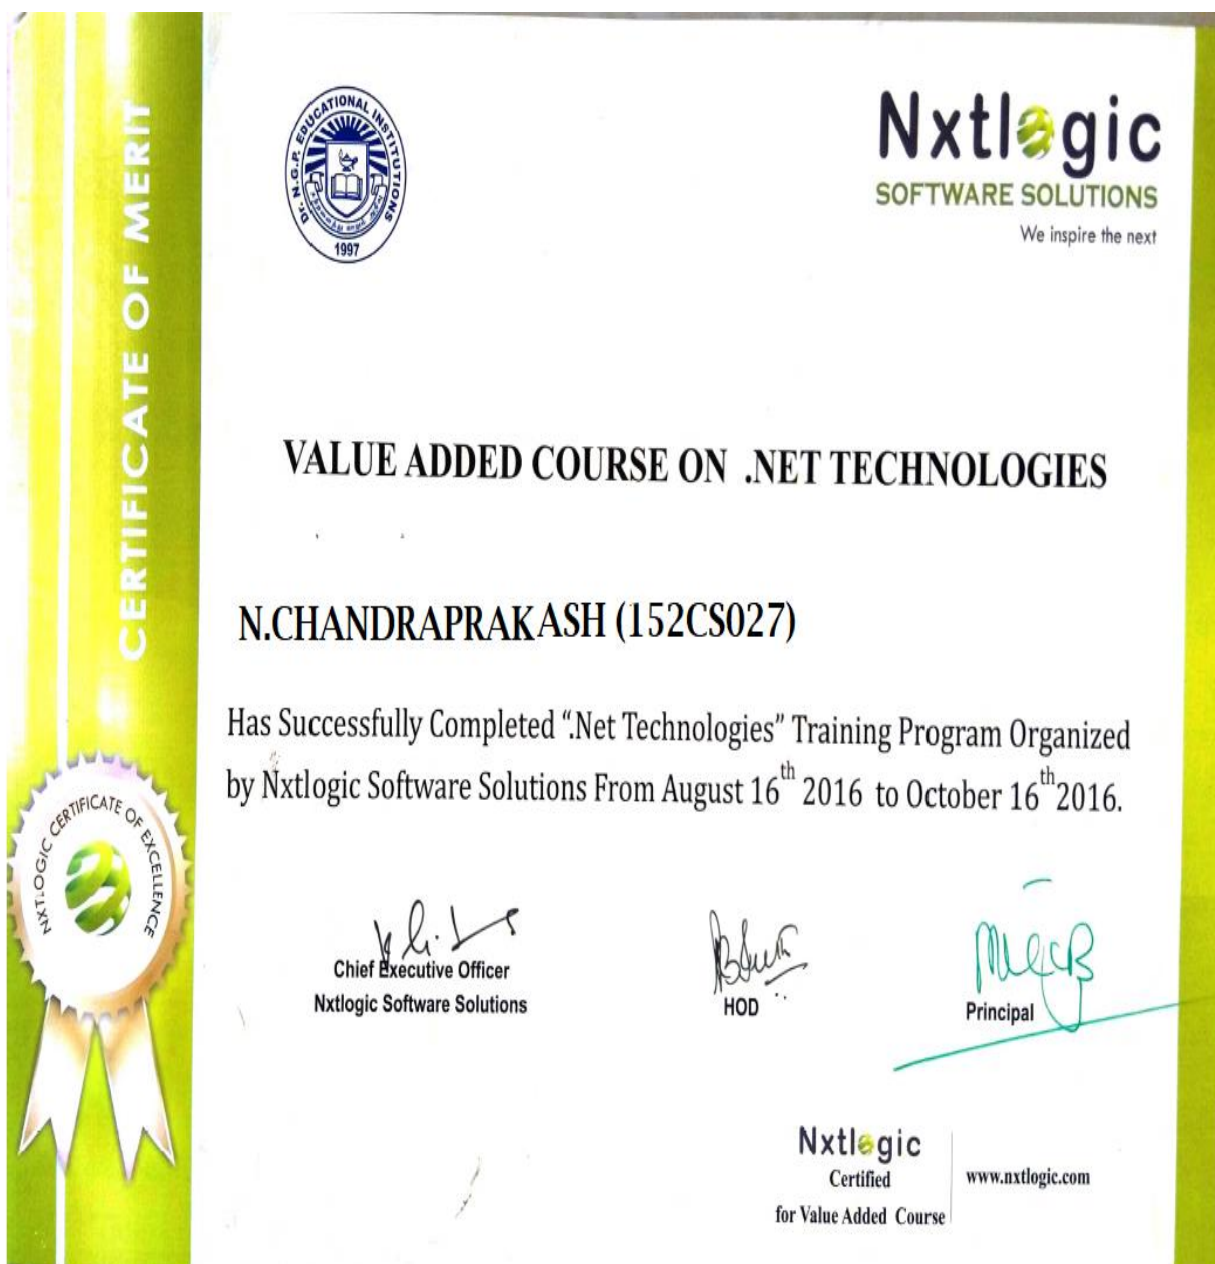 CERTIFICATE OF MERIT
Dr. N.G.P. EDUCATIONAL INSTITUTIONS
1997
Nxtlogic
SOFTWARE SOLUTIONS
We inspire the next
VALUE ADDED COURSE ON .NET TECHNOLOGIES
N.CHANDRAPRAKASH (152CS027)
Has Successfully Completed “.Net Technologies” Training Program Organized
by Nxtlogic Software Solutions From August 16th 2016 to October 16th 2016.
NXTLOGIC CERTIFICATE OF EXCELLENCE
Chief Executive Officer
Nxtlogic Software Solutions
HOD
Principal
Nxtlogic
Certified
for Value Added Course
www.nxtlogic.com